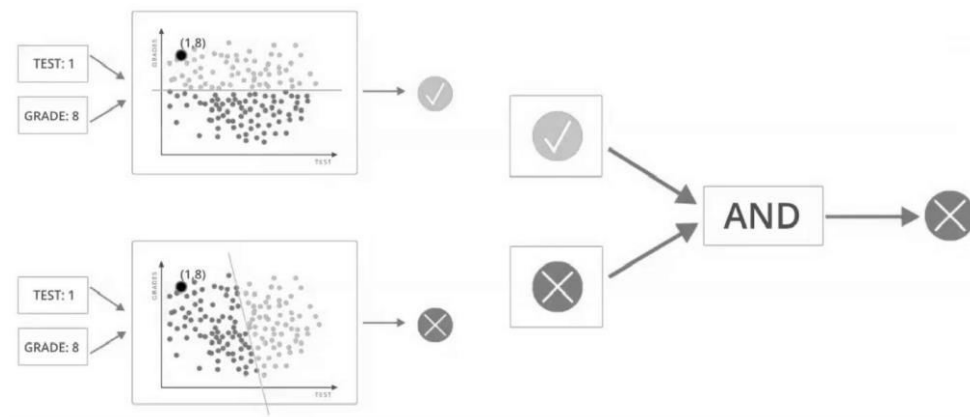 GRADES
(1,8)
TEST: 1
GRADE: 8
TEST
AND
GRADES
(1,8)
TEST: 1
GRADE: 8
TEST